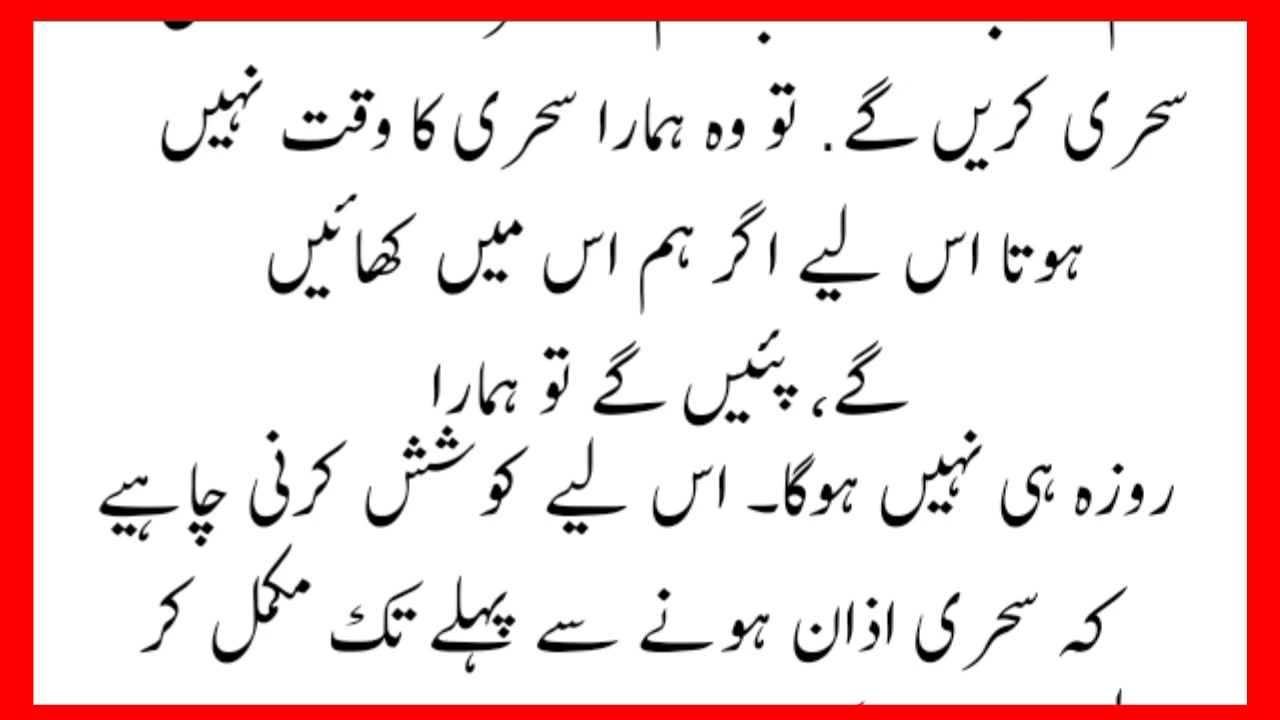 سحری کریں گے. تو وہ ہمارا سحری کا وقت نہیں
ہوتا اس لیے اگر ہم اس میں کھائیں
گے، پئیں گے تو ہمارا
روزہ ہی نہیں ہوگا۔ اس لیے کوشش کرنی چاہیے
کہ سحری اذان ہونے سے پہلے تک مکمل کر